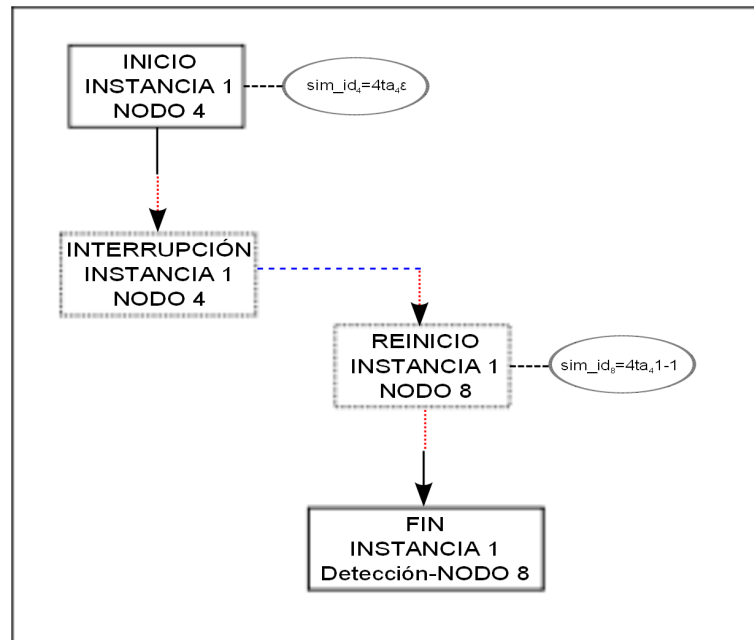 INICIO
INSTANCIA 1
NODO 4
sim_id₄=4ta₄ε
INTERRUPCIÓN
INSTANCIA 1
NODO 4
REINICIO
INSTANCIA 1
NODO 8
sim_id₈=4ta₄1-1
FIN
INSTANCIA 1
Detección-NODO 8